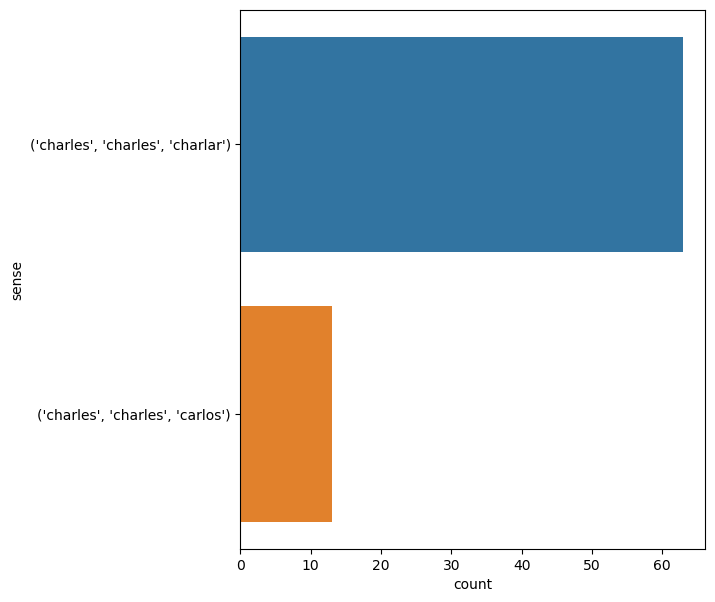 ('charles', 'charles', 'charlar')
sense
('charles', 'charles', 'carlos')
0 10 20 30 40 50 60
count